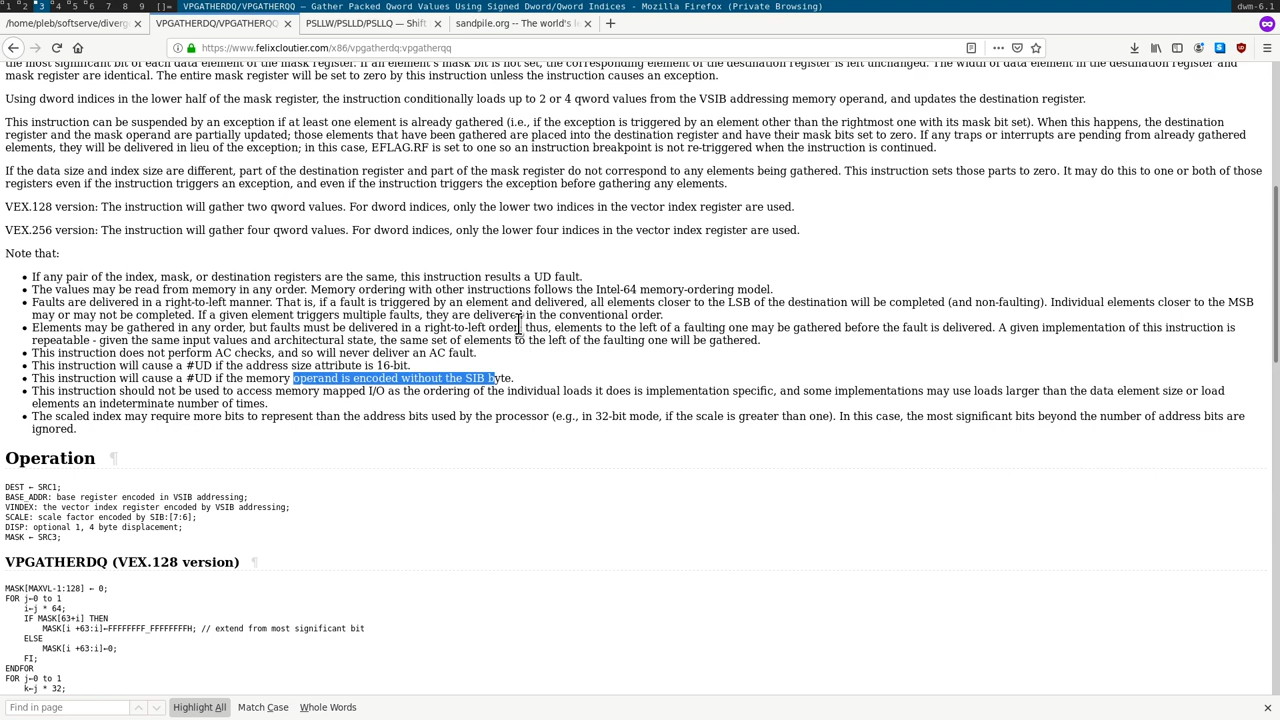 1 2 3 4 5 6 7 8 9 []= VPGATHERDQ/VPGATHERQQ — Gather Packed Qword Values Using Signed Dword/Qword Indices - Mozilla Firefox (Private Browsing) dwm-6.1
/home/pleb/softserve/diverg × VPGATHERDQ/VPGATHERQQ × PSLLW/PSLLD/PSLLQ — Shift × sandpile.org -- The world's l ×
https://www.felixcloutier.com/x86/vpgatherdq:vpgatherqq
the most significant bit of each data element of the mask register. If an element's mask bit is not set, the corresponding element of the destination register is left unchanged. The width of data element in the destination register and
mask register are identical. The entire mask register will be set to zero by this instruction unless the instruction causes an exception.
Using dword indices in the lower half of the mask register, the instruction conditionally loads up to 2 or 4 qword values from the VSIB addressing memory operand, and updates the destination register.
This instruction can be suspended by an exception if at least one element is already gathered (i.e., if the exception is triggered by an element other than the rightmost one with its mask bit set). When this happens, the destination
register and the mask operand are partially updated; those elements that have been gathered are placed into the destination register and have their mask bits set to zero. If any traps or interrupts are pending from already gathered
elements, they will be delivered in lieu of the exception; in this case, EFLAG.RF is set to one so an instruction breakpoint is not re-triggered when the instruction is continued.
If the data size and index size are different, part of the destination register and part of the mask register do not correspond to any elements being gathered. This instruction sets those parts to zero. It may do this to one or both of those
registers even if the instruction triggers an exception, and even if the instruction triggers the exception before gathering any elements.
VEX.128 version: The instruction will gather two qword values. For dword indices, only the lower two indices in the vector index register are used.
VEX.256 version: The instruction will gather four qword values. For dword indices, only the lower four indices in the vector index register are used.
Note that:
• If any pair of the index, mask, or destination registers are the same, this instruction results a UD fault.
• The values may be read from memory in any order. Memory ordering with other instructions follows the Intel-64 memory-ordering model.
• Faults are delivered in a right-to-left manner. That is, if a fault is triggered by an element and delivered, all elements closer to the LSB of the destination will be completed (and non-faulting). Individual elements closer to the MSB
may or may not be completed. If a given element triggers multiple faults, they are delivered in the conventional order.
• Elements may be gathered in any order, but faults must be delivered in a right-to-left order; thus, elements to the left of a faulting one may be gathered before the fault is delivered. A given implementation of this instruction is
repeatable - given the same input values and architectural state, the same set of elements to the left of the faulting one will be gathered.
• This instruction does not perform AC checks, and so will never deliver an AC fault.
• This instruction will cause a #UD if the address size attribute is 16-bit.
• This instruction will cause a #UD if the memory operand is encoded without the SIB byte.
• This instruction should not be used to access memory mapped I/O as the ordering of the individual loads it does is implementation specific, and some implementations may use loads larger than the data element size or load
elements an indeterminate number of times.
• The scaled index may require more bits to represent than the address bits used by the processor (e.g., in 32-bit mode, if the scale is greater than one). In this case, the most significant bits beyond the number of address bits are
ignored.
Operation ¶
DEST ← SRC1;
BASE_ADDR: base register encoded in VSIB addressing;
VINDEX: the vector index register encoded by VSIB addressing;
SCALE: scale factor encoded by SIB:[7:6];
DISP: optional 1, 4 byte displacement;
MASK ← SRC3;
VPGATHERDQ (VEX.128 version) ¶
MASK[MAXVL-1:128] ← 0;
FOR j←0 to 1
i←j * 64;
IF MASK[63+i] THEN
MASK[i +63:i]←FFFFFFFF_FFFFFFFFH; // extend from most significant bit
ELSE
MASK[i +63:i]←0;
FI;
ENDFOR
FOR j←0 to 1
k←j * 32;
Find in page Highlight All Match Case Whole Words ×